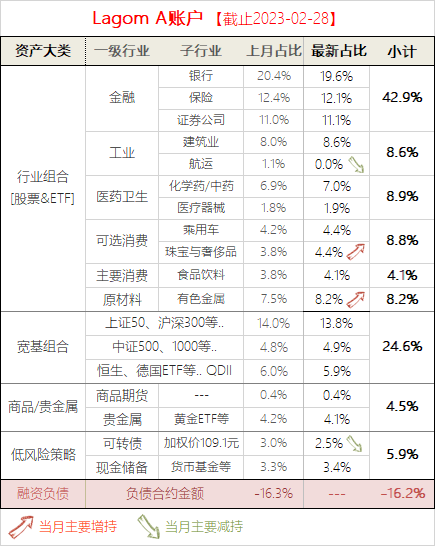 Lagom A账户【截止2023-02-28】
资产大类 一级行业 子行业 上月占比 最新占比 小计
行业组合
[股票&ETF]
金融 银行 20.4% 19.6% 42.9%
保险 12.4% 12.1%
证券公司 11.0% 11.1%
工业 建筑业 8.0% 8.6% 8.6%
航运 1.1% 0.0%
医药卫生 化学药/中药 6.9% 7.0% 8.9%
医疗器械 1.8% 1.9%
可选消费 乘用车 4.2% 4.4% 8.8%
珠宝与奢侈品 3.8% 4.4%
主要消费 食品饮料 3.8% 4.1% 4.1%
原材料 有色金属 7.5% 8.2% 8.2%
宽基组合 上证50、沪深300等.. 14.0% 13.8% 24.6%
中证500、1000等.. 4.8% 4.9%
恒生、德国ETF等.. QDII 6.0% 5.9%
商品/贵金属 商品期货 --- 0.4% 0.4% 4.5%
贵金属 黄金ETF等 4.2% 4.1%
低风险策略 可转债 加权价109.1元 3.0% 2.5% 5.9%
现金储备 货币基金等 3.3% 3.4%
融资负债 负债合约金额 -16.3% --- -16.2%
当月主要增持 当月主要减持